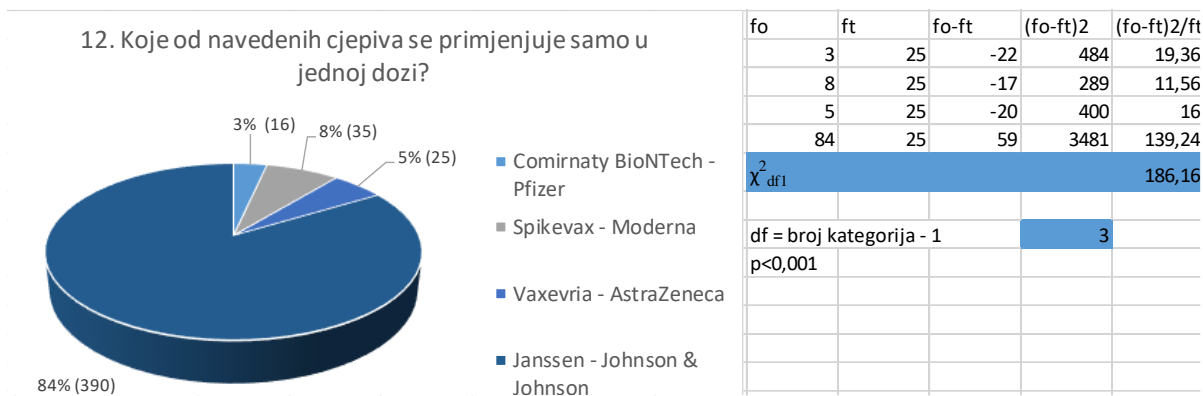 12. Koje od navedenih cjepiva se primjenjuje samo u
jednoj dozi?
3% (16)
8% (35)
5% (25)
84% (390)
Comirnaty BioNTech -
Pfizer
Spikevax - Moderna
Vaxevria - AstraZeneca
Janssen - Johnson &
Johnson
fo ft fo-ft (fo-ft)2 (fo-ft)2/ft
3 25 -22 484 19,36
8 25 -17 289 11,56
5 25 -20 400 16
84 25 59 3481 139,24
χ2df1 186,16
df = broj kategorija - 1 3
p<0,001